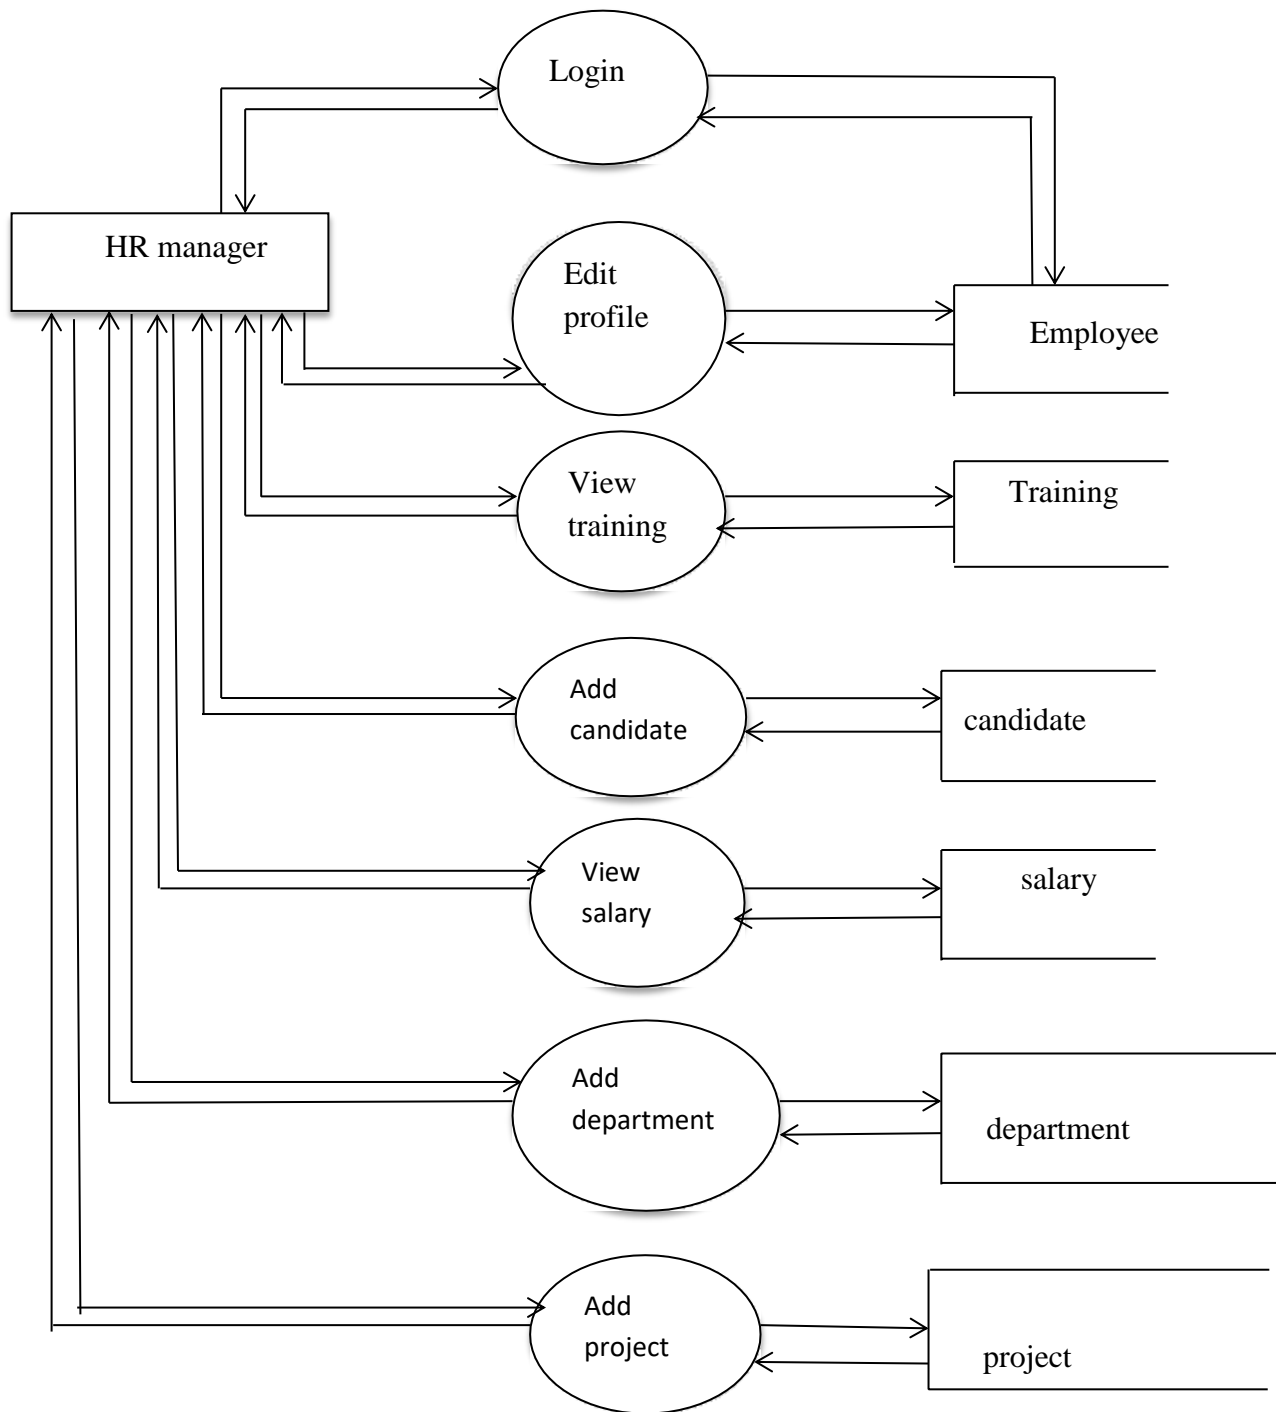 Login
HR manager
Edit
profile
Employee
View
training
Training
Add
candidate
candidate
View
salary
salary
Add
department
department
Add
project
project